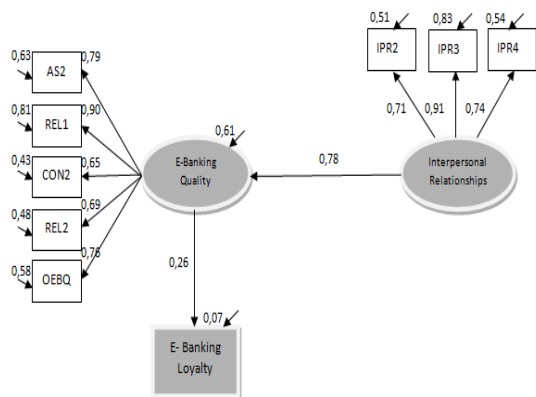 0,51
0,83
0,54
IPR2
IPR3
IPR4
0,71
0,91
0,74
0,63
0,79
AS2
0,81
0,90
REL1
0,43
0,65
CON2
0,48
0,69
REL2
0,58
0,76
OEBQ
0,61
E-Banking
Quality
0,78
Interpersonal
Relationships
0,26
0,07
E- Banking
Loyalty